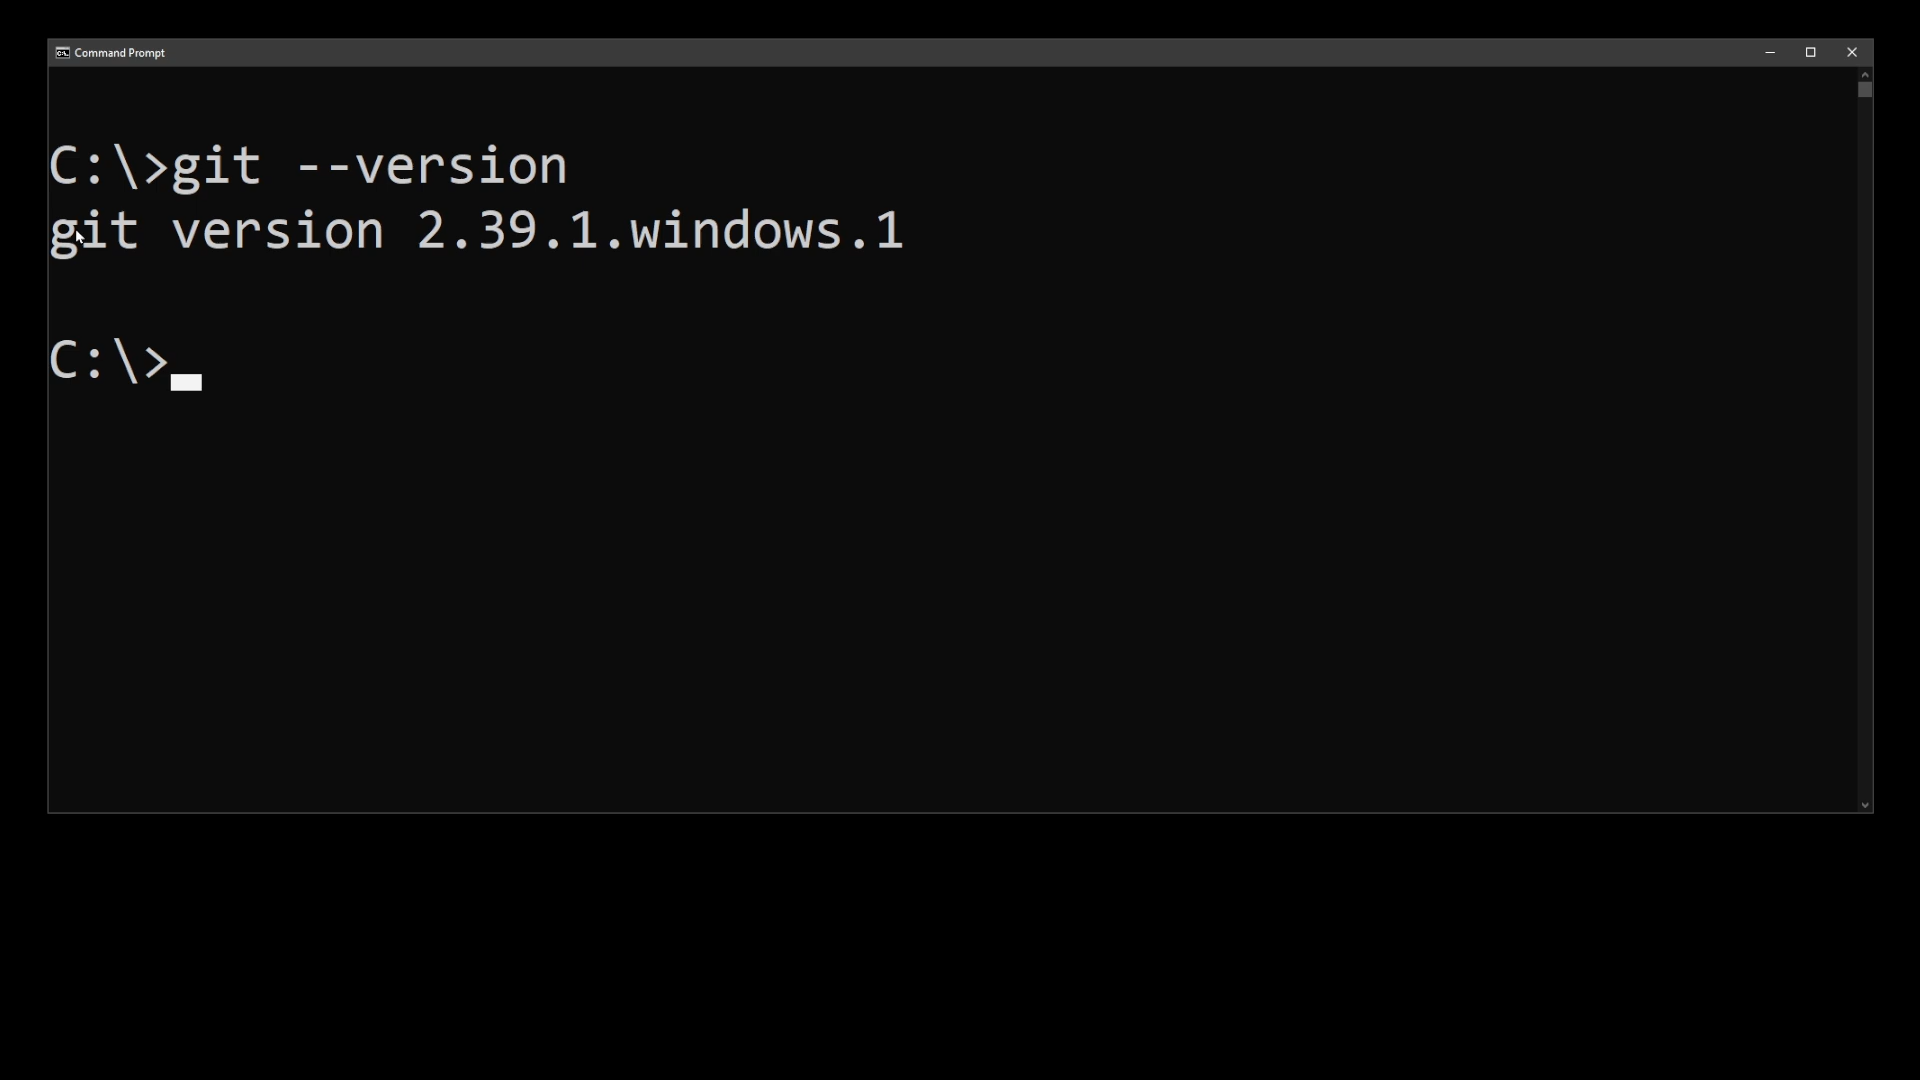 Command Prompt
C:\>git --version
git version 2.39.1.windows.1
C:\>